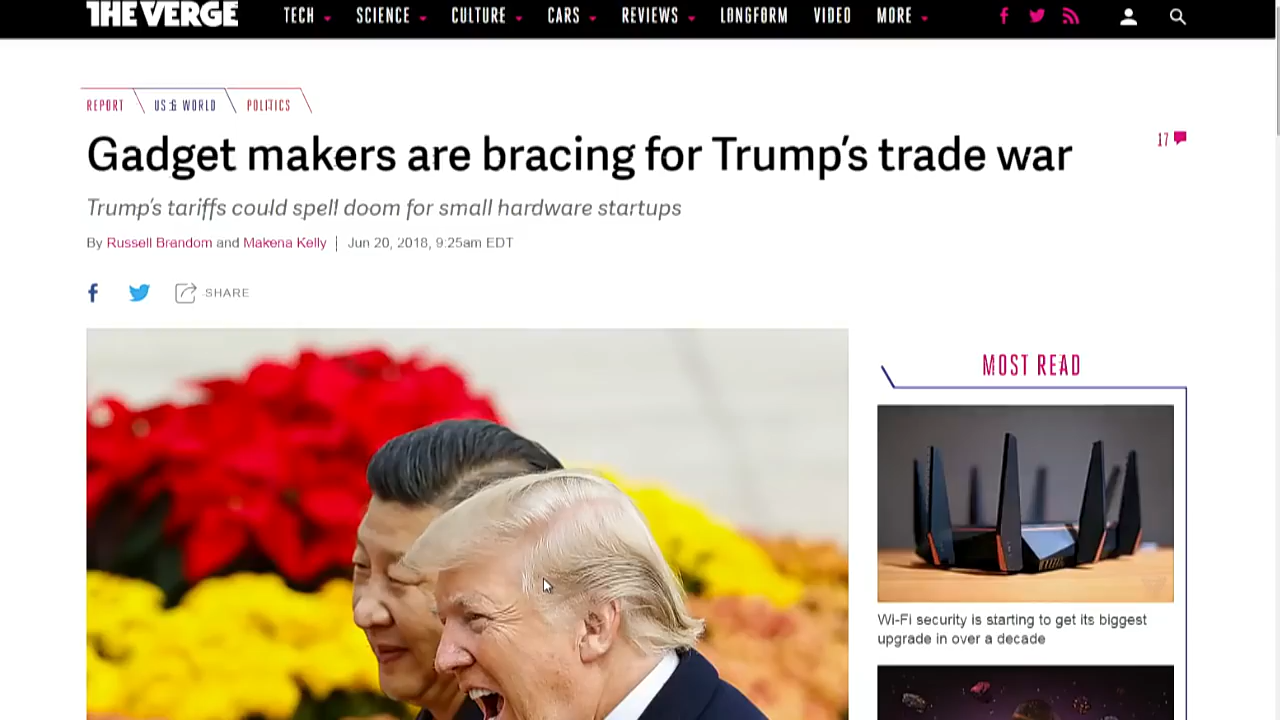 THE VERGE TECH SCIENCE CULTURE CARS REVIEWS LONGFORM VIDEO MORE
REPORT US & WORLD POLITICS
Gadget makers are bracing for Trump's trade war
17
Trump's tariffs could spell doom for small hardware startups
By Russell Brandom and Makena Kelly | Jun 20, 2018, 9:25am EDT
SHARE
MOST READ
Wi-Fi security is starting to get its biggest
upgrade in over a decade